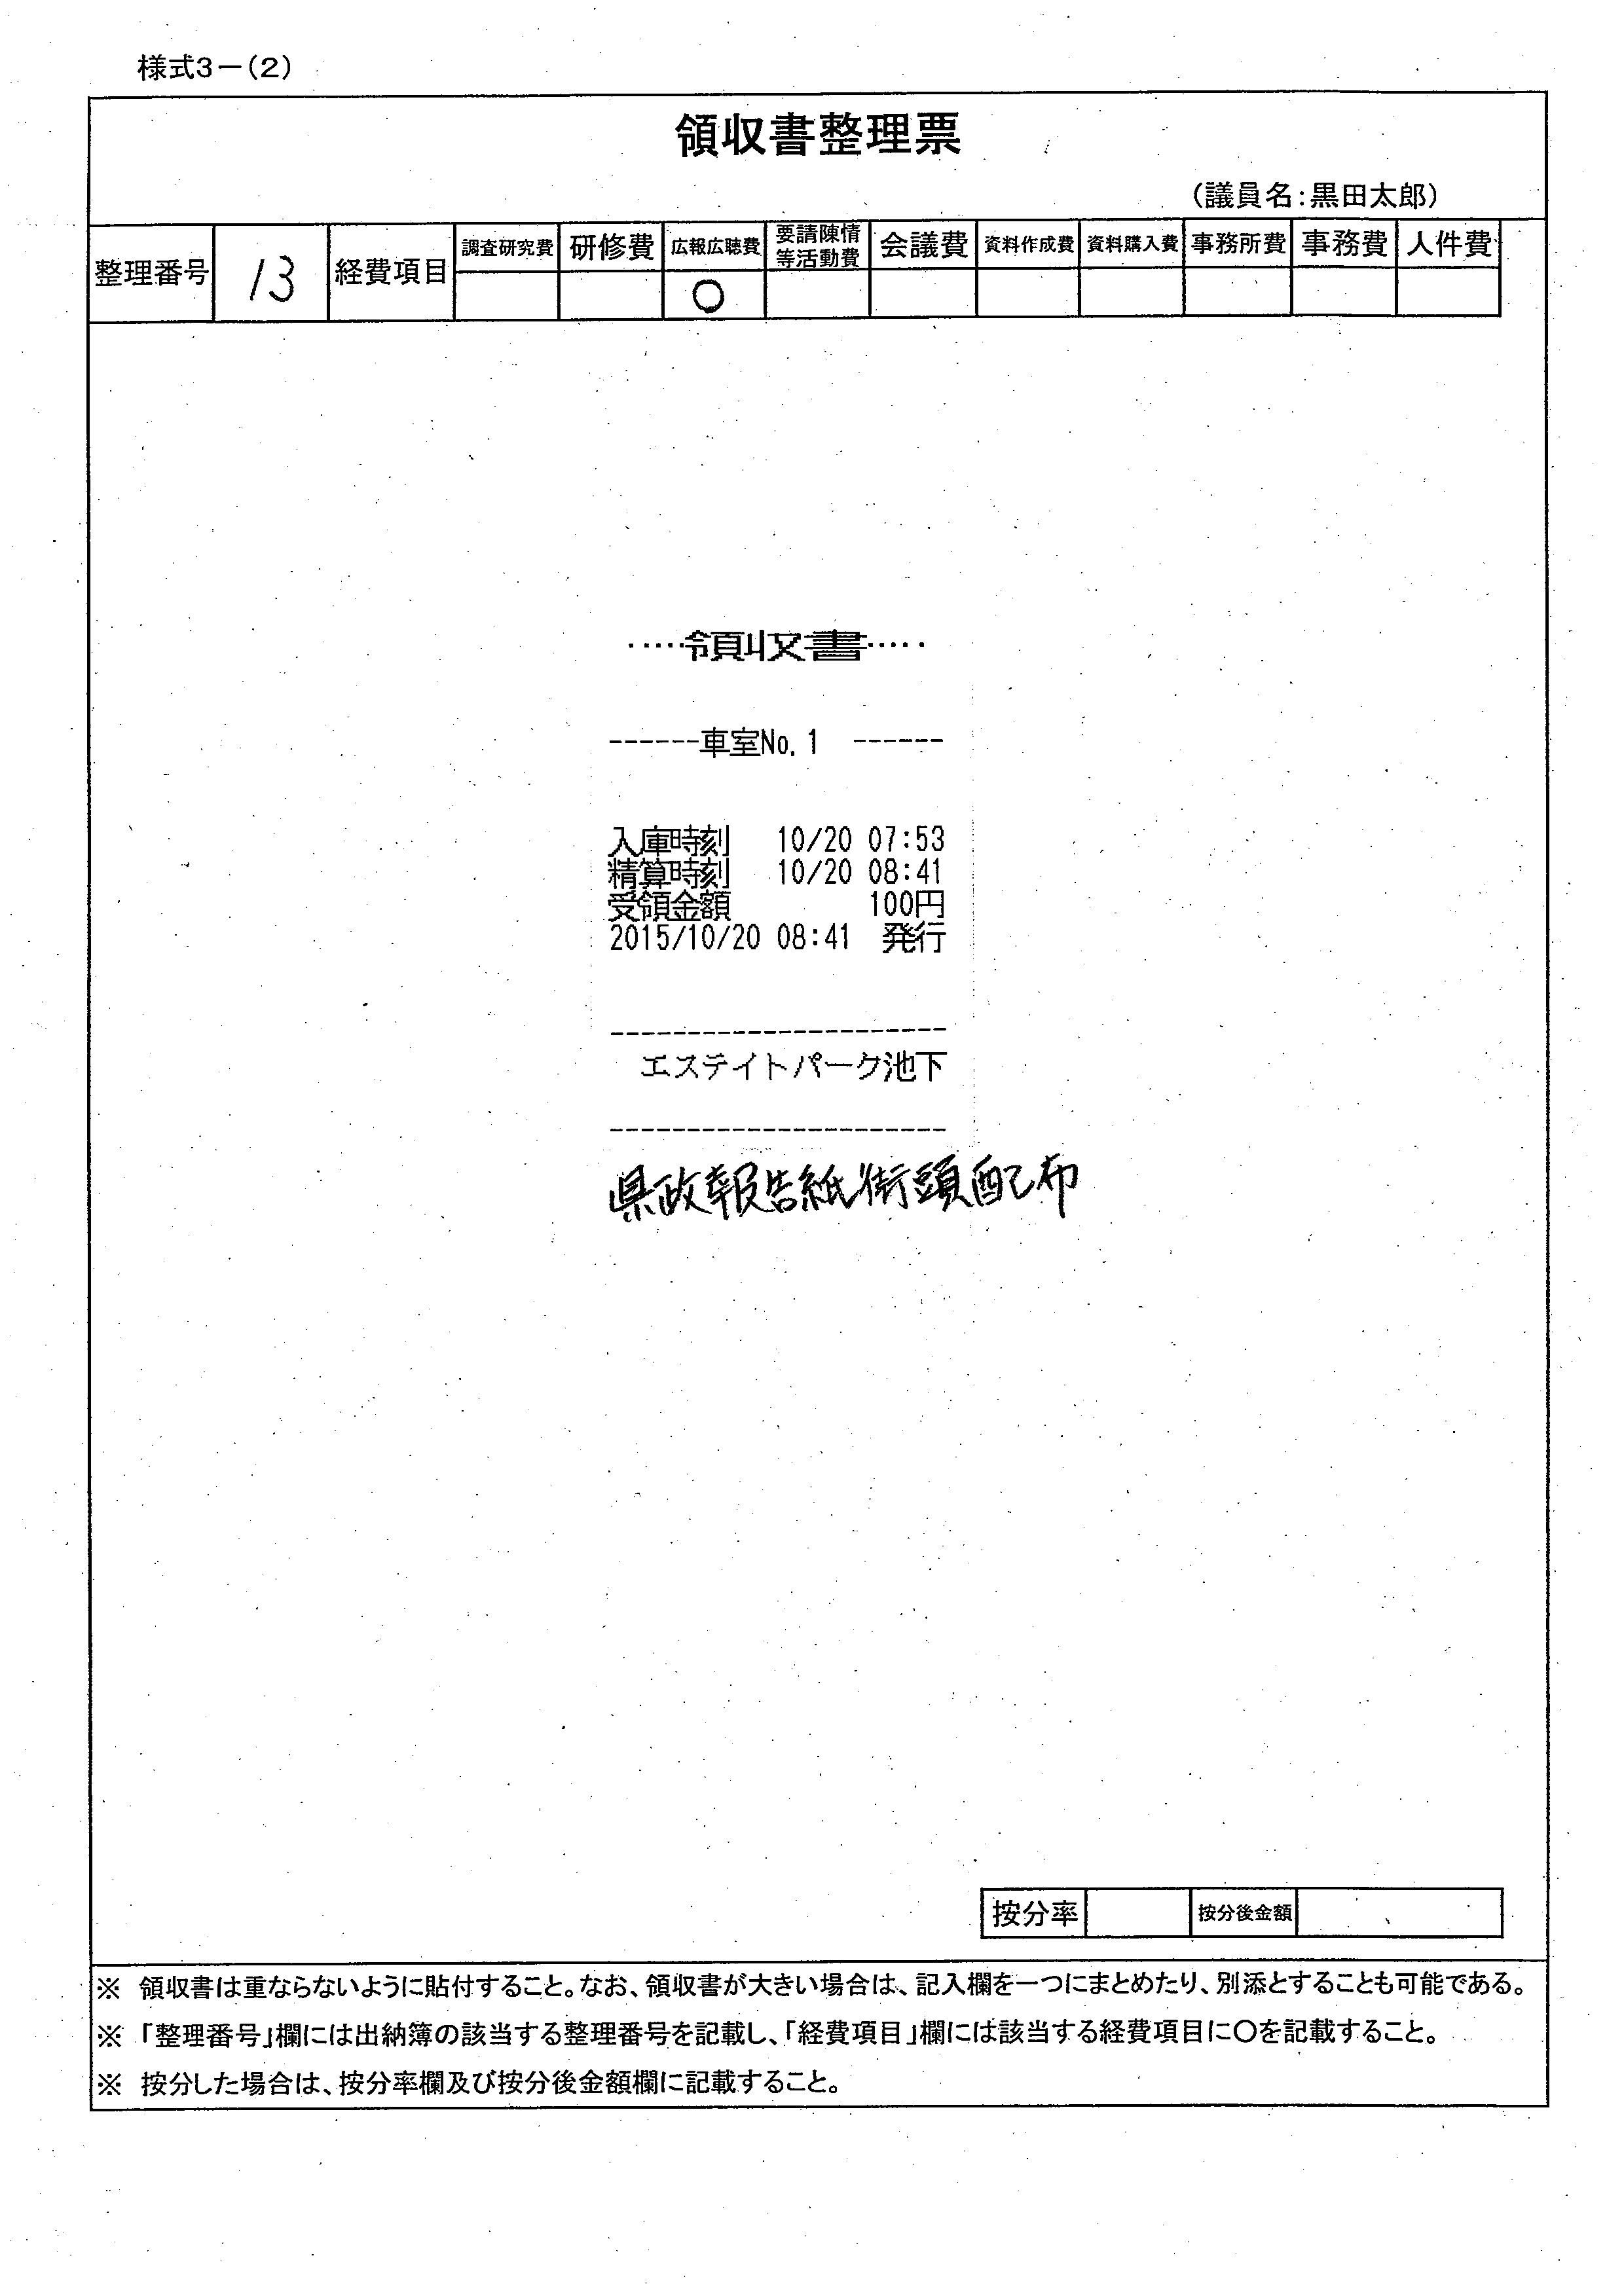 様式3－(2)
領収書整理票
(議員名:黒田太郎)
整理番号 13 経費項目 調査研究費 研修費 広報広聴費 要請陳情等活動費 会議費 資料作成費 資料購入費 事務所費 事務費 人件費
○
・・・・・領収書・・・・・
------車室No.1 ------
入庫時刻 10/20 07:53
精算時刻 10/20 08:41
受領金額 100円
2015/10/20 08:41 発行
----------------------
エステイトパーク池下
----------------------
県政報告紙街頭配布
按分率 按分後金額
※ 領収書は重ならないように貼付すること。なお、領収書が大きい場合は、記入欄を一つにまとめたり、別添とすることも可能である。
※ 「整理番号」欄には出納簿の該当する整理番号を記載し、「経費項目」欄には該当する経費項目に○を記載すること。
※ 按分した場合は、按分率欄及び按分後金額欄に記載すること。